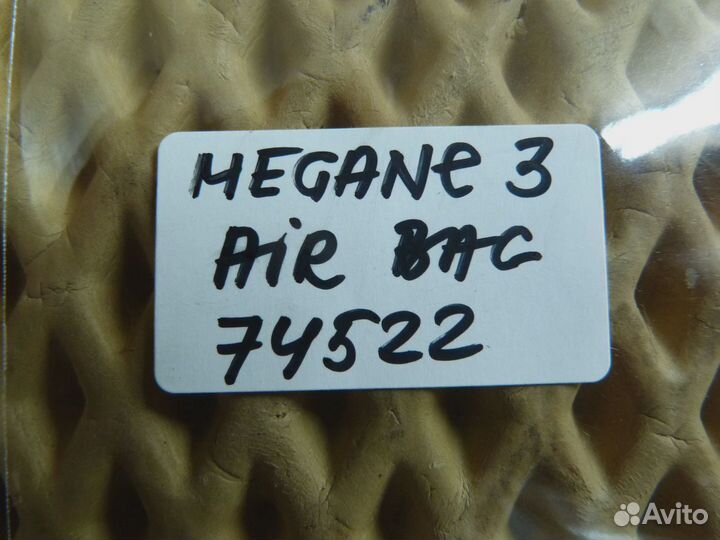 MEGANe 3
AiR BAG
74522
Avito